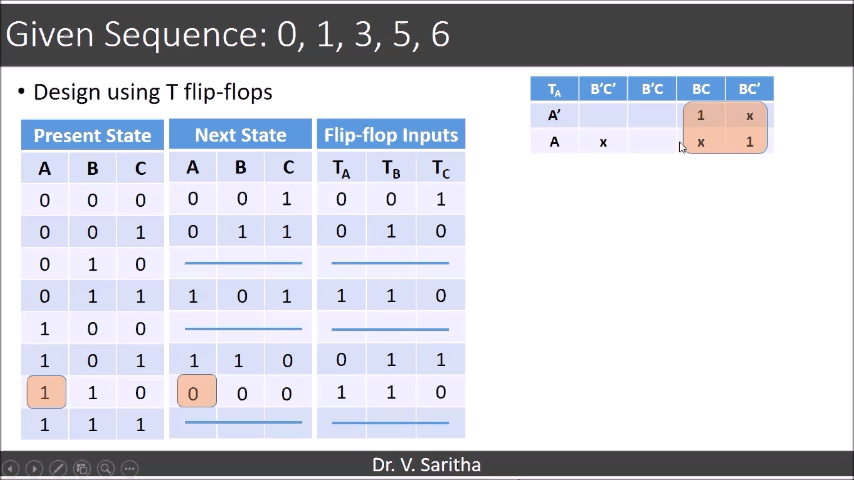 Given Sequence: 0, 1, 3, 5, 6
• Design using T flip-flops
Present State Next State Flip-flop Inputs
A B C A B C TA TB TC
0 0 0 0 0 1 0 0 1
0 0 1 0 1 1 0 1 0
0 1 0
0 1 1 1 0 1 1 1 0
1 0 0
1 0 1 1 1 0 0 1 1
1 1 0 0 0 0 1 1 0
1 1 1
TA B’C’ B’C BC BC’
A’ 1 x
A x x 1
Dr. V. Saritha